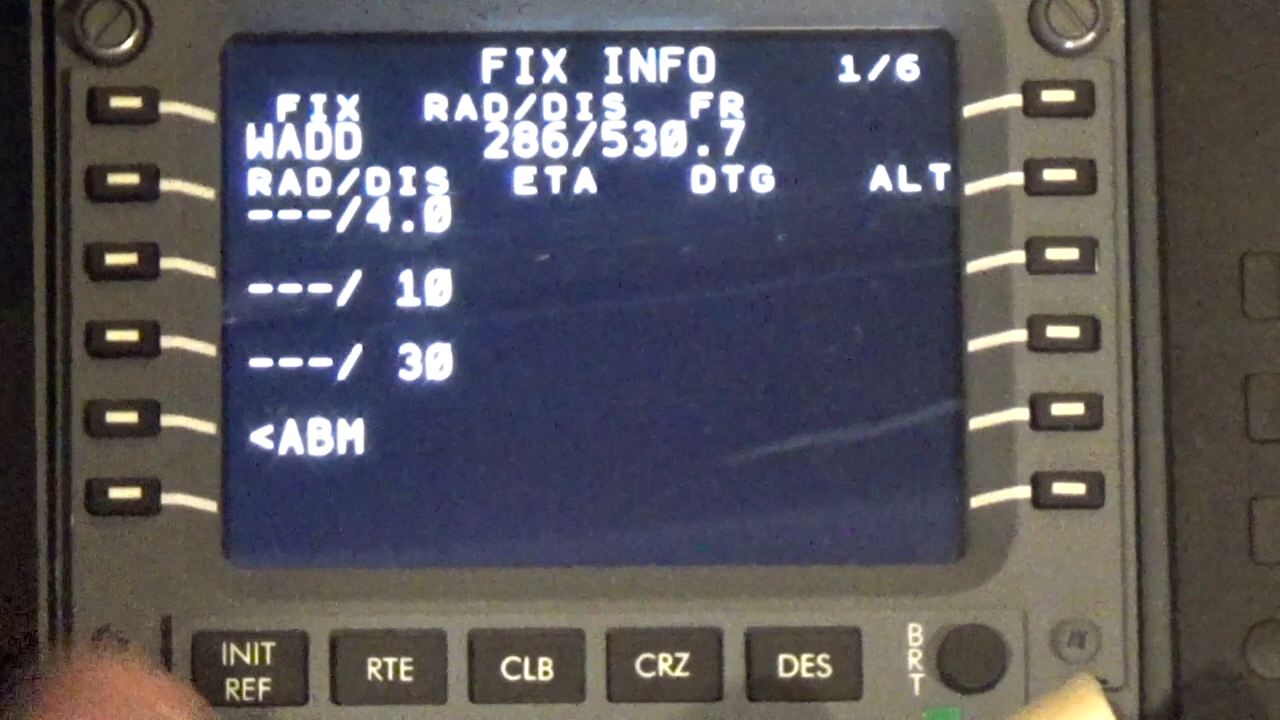 FIX INFO 1/6
FIX RAD/DIS FR
WADD 286/530.7
RAD/DIS ETA DTG ALT
---/4.0
---/ 10
---/ 30
<ABM
INIT REF RTE CLB CRZ DES BRT